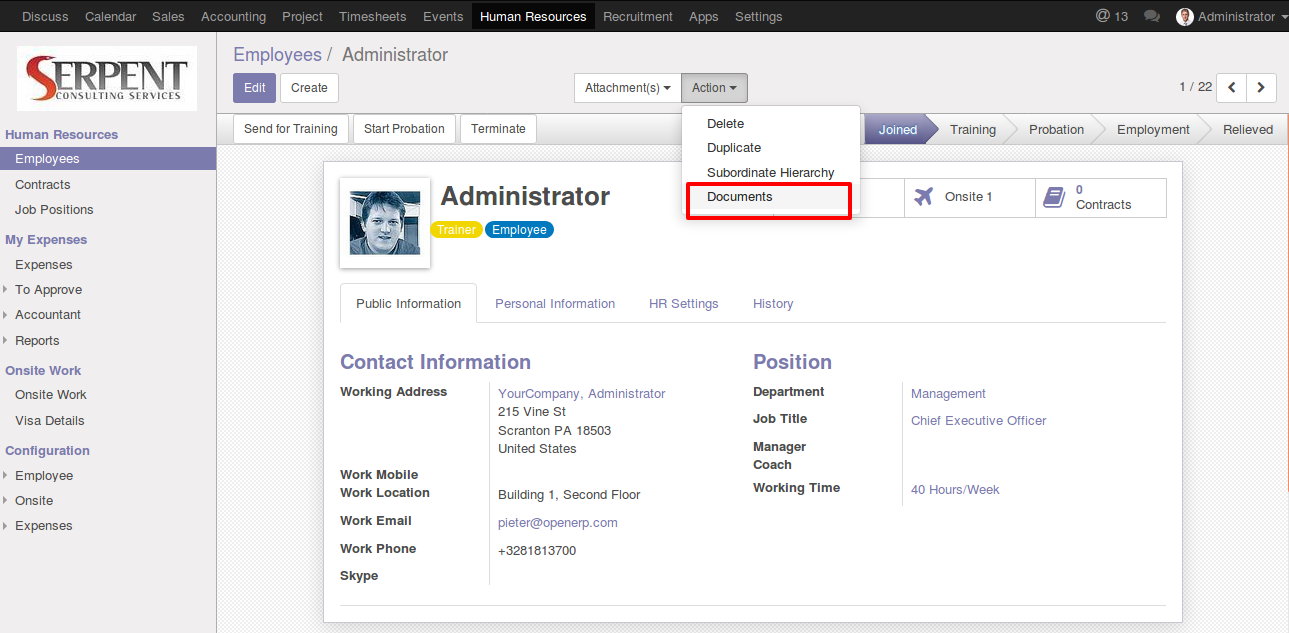 Discuss Calendar Sales Accounting Project Timesheets Events Human Resources Recruitment Apps Settings @ 13 Administrator
SERPENT
CONSULTING SERVICES
Human Resources
Employees
Contracts
Job Positions
My Expenses
Expenses
To Approve
Accountant
Reports
Onsite Work
Onsite Work
Visa Details
Configuration
Employee
Onsite
Expenses
Employees / Administrator
Edit Create Attachment(s) Action 1 / 22
Send for Training Start Probation Terminate Joined Training Probation Employment Relieved
Delete
Duplicate
Subordinate Hierarchy
Documents
Administrator
Trainer Employee
Onsite 1
0
Contracts
Public Information Personal Information HR Settings History
Contact Information
Working Address YourCompany, Administrator
215 Vine St
Scranton PA 18503
United States
Work Mobile
Work Location Building 1, Second Floor
Work Email pieter@openerp.com
Work Phone +3281813700
Skype
Position
Department Management
Job Title Chief Executive Officer
Manager
Coach
Working Time 40 Hours/Week